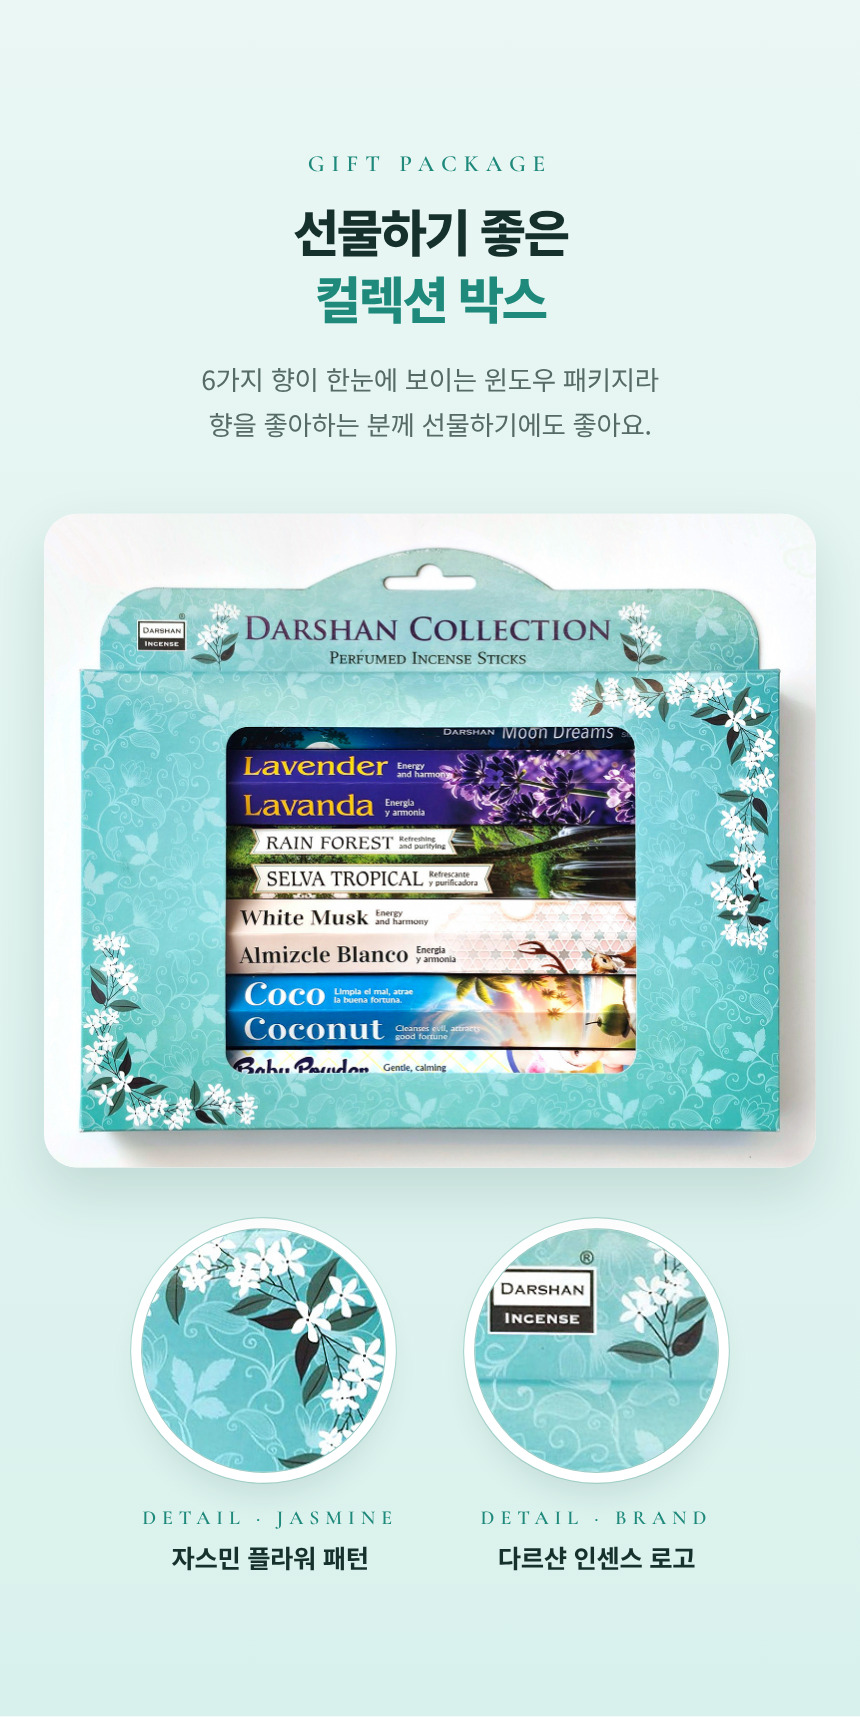 GIFT PACKAGE
선물하기 좋은
컬렉션 박스
6가지 향이 한눈에 보이는 윈도우 패키지라
향을 좋아하는 분께 선물하기에도 좋아요.
®
DARSHAN
INCENSE
DARSHAN COLLECTION
PERFUMED INCENSE STICKS
DARSHAN Moon Dreams
Lavender Energy
and harmony
Lavanda Energía
y armonia
RAIN FOREST Refreshing
and purifying
SELVA TROPICAL Refrescante
y purificadora
White Musk Energy
and harmony
Almizcle Blanco Energía
y armonia
Coco Limpia el mal, atrae
la buena fortuna.
Coconut Cleanses evil, attracts
good fortune
Baby Powder Gentle, calming
®
DARSHAN
INCENSE
DETAIL · JASMINE
자스민 플라워 패턴
DETAIL · BRAND
다르샨 인센스 로고